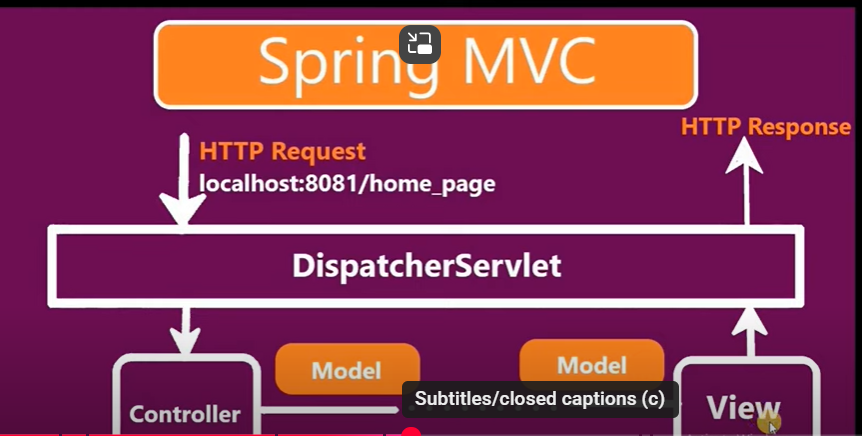 Spring MVC
HTTP Response
HTTP Request
localhost:8081/home_page
DispatcherServlet
Model
Model
Subtitles/closed captions (c)
Controller
View